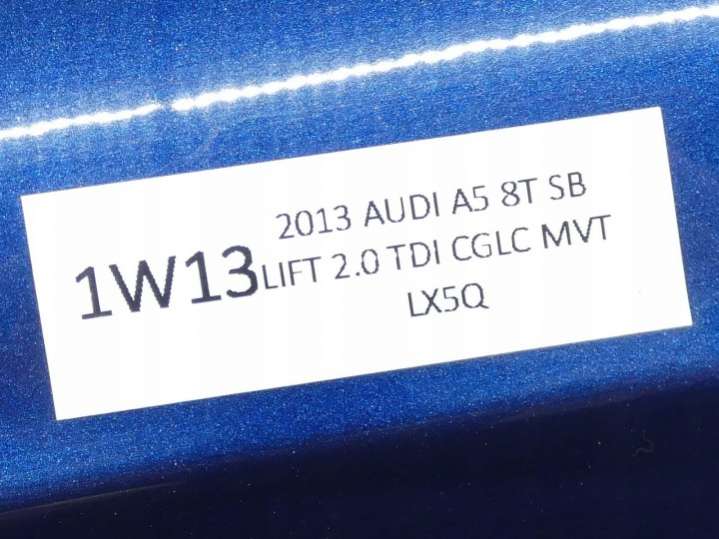 1W13
2013 AUDI A5 8T SB
LIFT 2.0 TDI CGLC MVT
LX5Q